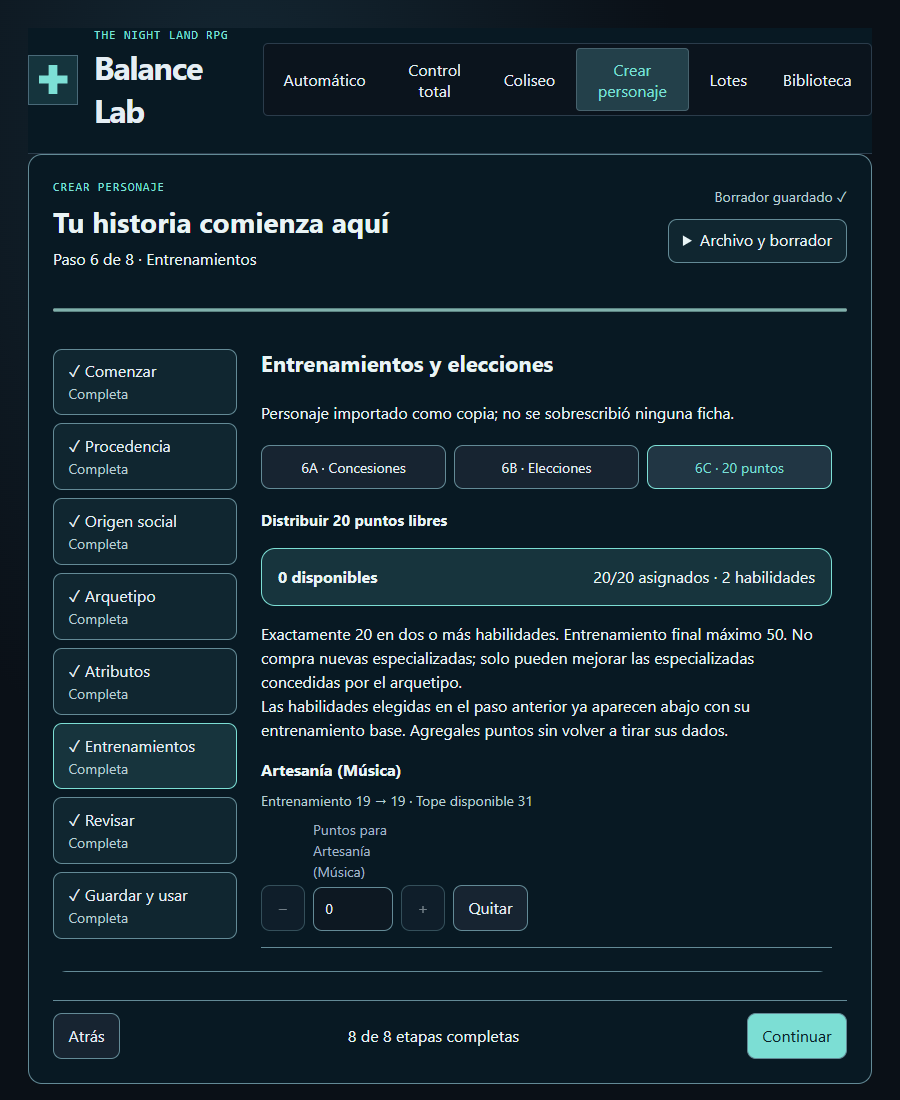 THE NIGHT LAND RPG
Balance
Lab
Automático
Control
total
Coliseo
Crear
personaje
Lotes
Biblioteca
CREAR PERSONAJE
Tu historia comienza aquí
Paso 6 de 8 · Entrenamientos
Borrador guardado ✓
▶ Archivo y borrador
✓ Comenzar
Completa
✓ Procedencia
Completa
✓ Origen social
Completa
✓ Arquetipo
Completa
✓ Atributos
Completa
✓ Entrenamientos
Completa
✓ Revisar
Completa
✓ Guardar y usar
Completa
Entrenamientos y elecciones
Personaje importado como copia; no se sobrescribió ninguna ficha.
6A · Concesiones
6B · Elecciones
6C · 20 puntos
Distribuir 20 puntos libres
0 disponibles
20/20 asignados · 2 habilidades
Exactamente 20 en dos o más habilidades. Entrenamiento final máximo 50. No
compra nuevas especializadas; solo pueden mejorar las especializadas
concedidas por el arquetipo.
Las habilidades elegidas en el paso anterior ya aparecen abajo con su
entrenamiento base. Agregales puntos sin volver a tirar sus dados.
Artesanía (Música)
Entrenamiento 19 → 19 · Tope disponible 31
Puntos para
Artesanía
(Música)
−
0
+
Quitar
Atrás
8 de 8 etapas completas
Continuar